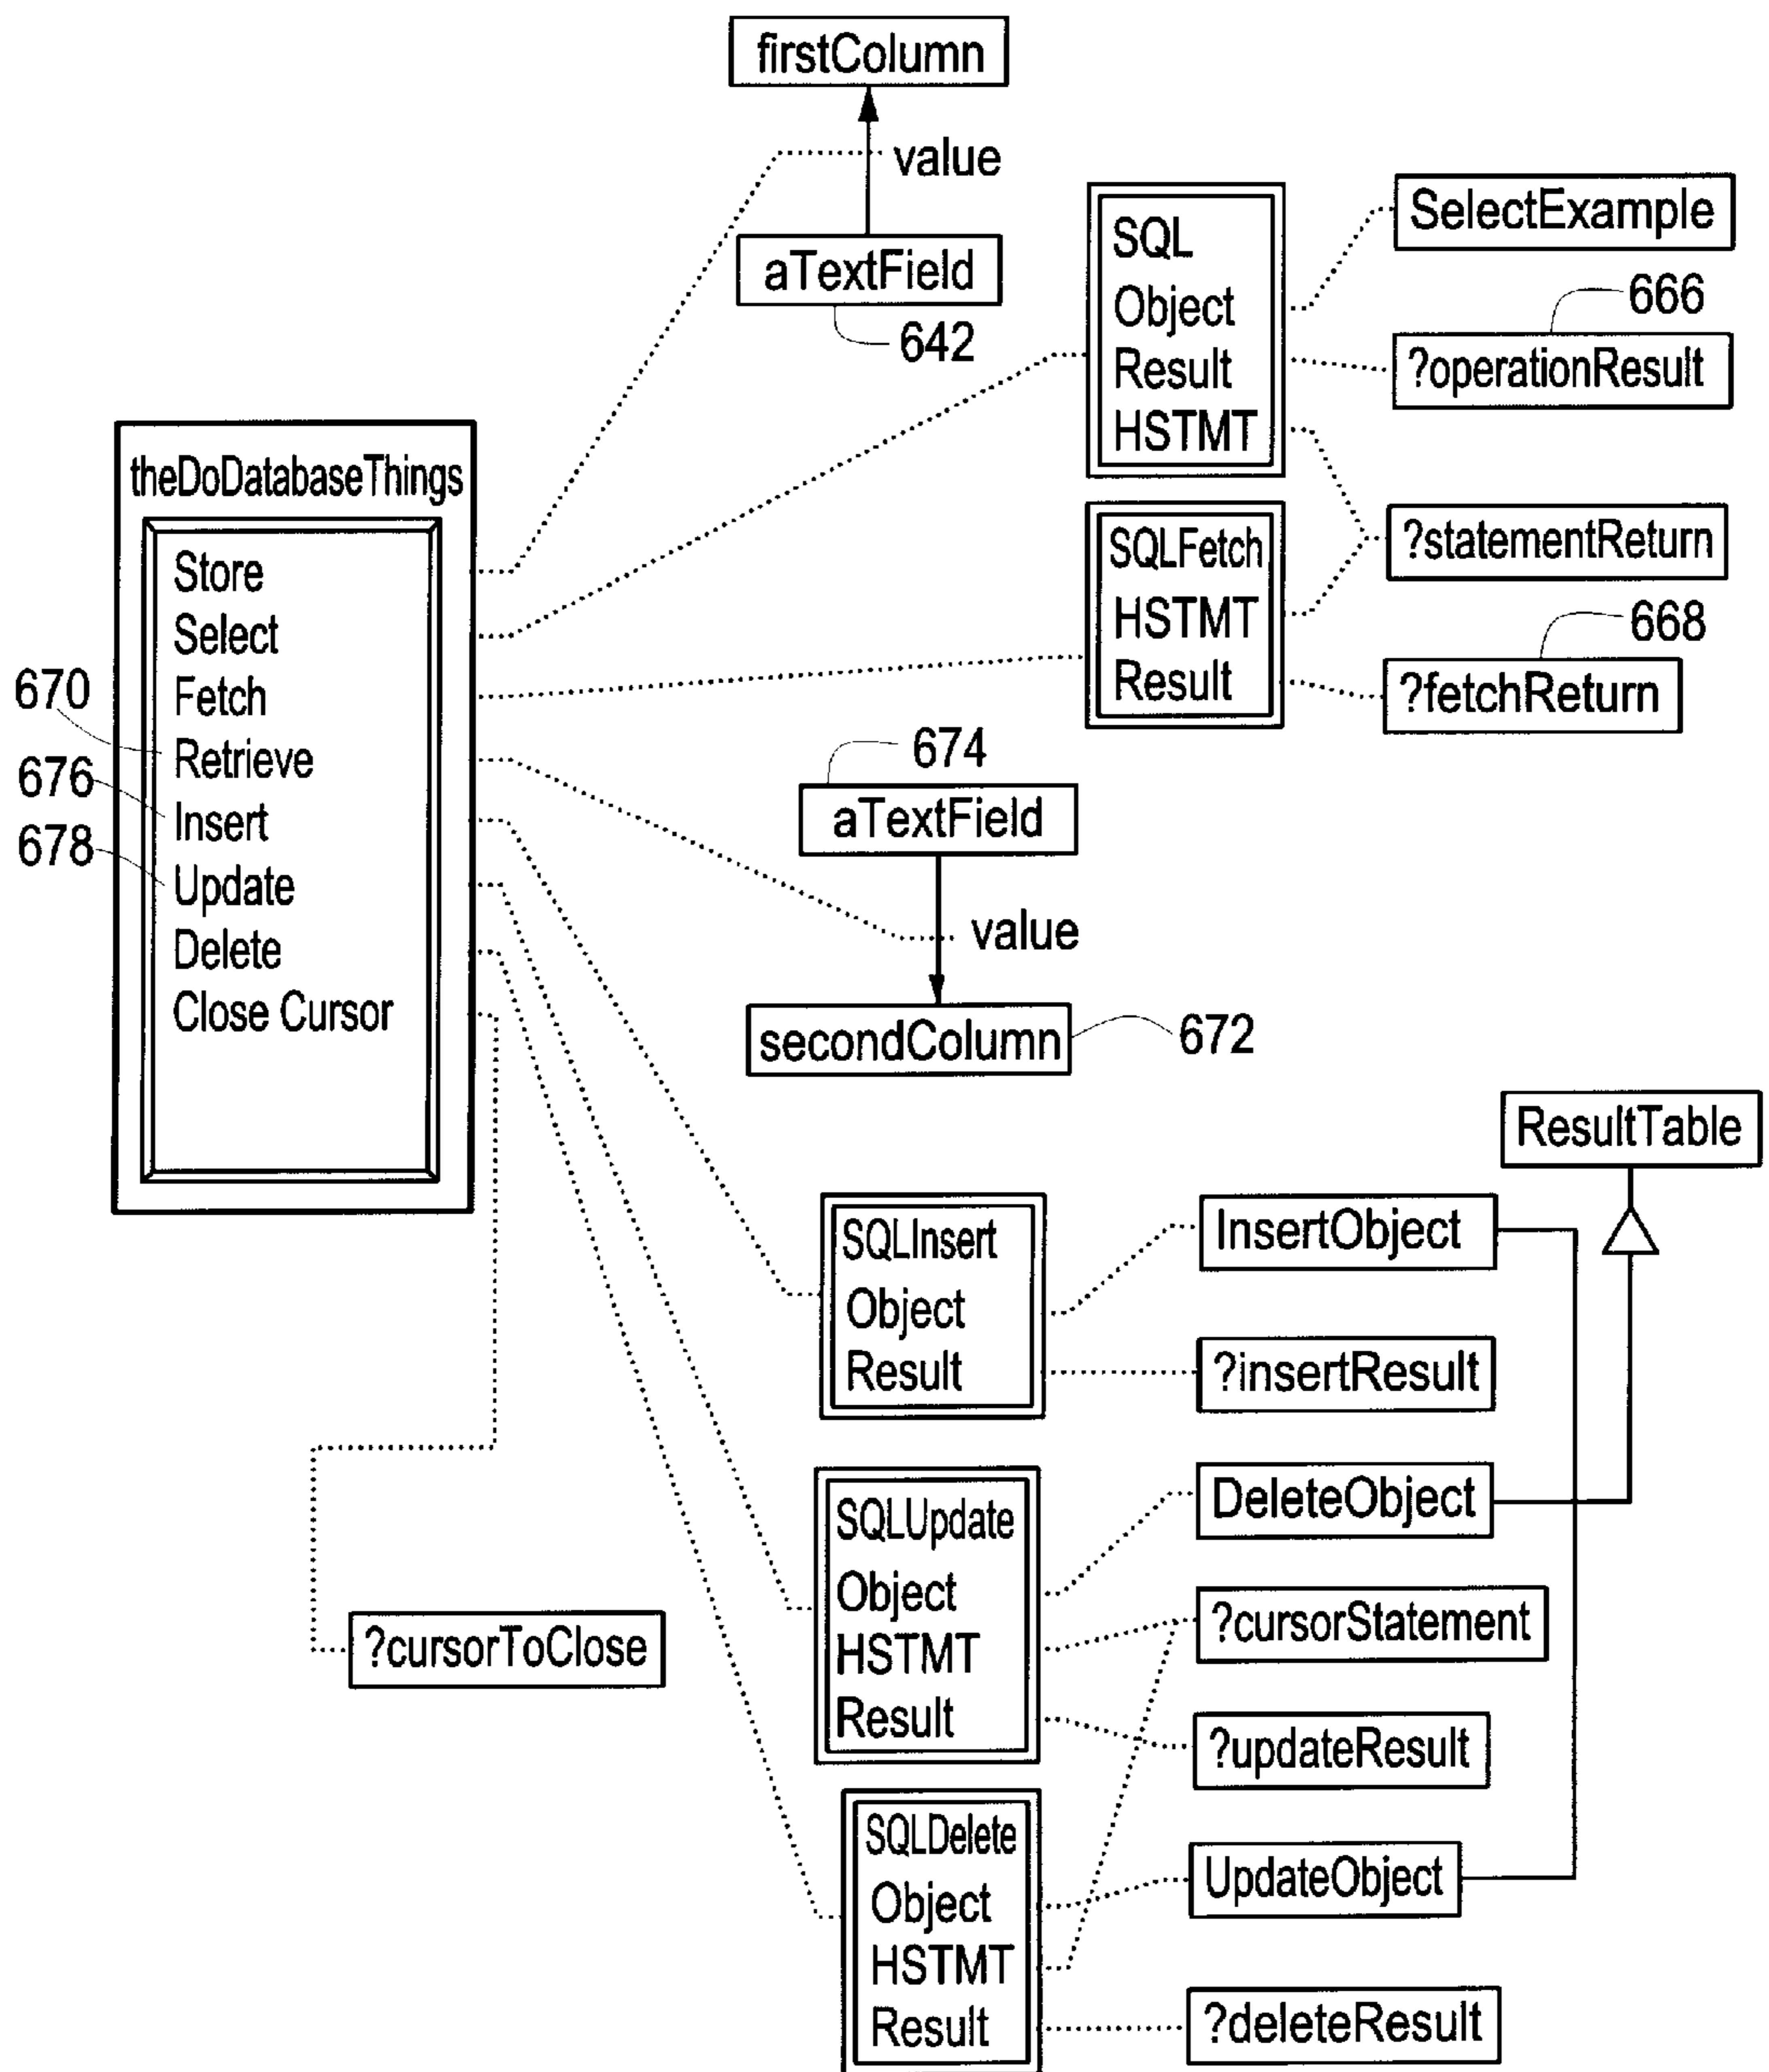 firstColumn
value
aTextField
642
SQL
Object
Result
HSTMT
SelectExample
666
?operationResult
theDoDatabaseThings
Store
Select
Fetch
Retrieve
Insert
Update
Delete
Close Cursor
670
676
678
SQLFetch
HSTMT
Result
?statementReturn
668
?fetchReturn
674
aTextField
value
secondColumn
672
ResultTable
SQLInsert
Object
Result
InsertObject
?insertResult
SQLUpdate
Object
HSTMT
Result
DeleteObject
?cursorStatement
?updateResult
?cursorToClose
SQLDelete
Object
HSTMT
Result
UpdateObject
?deleteResult